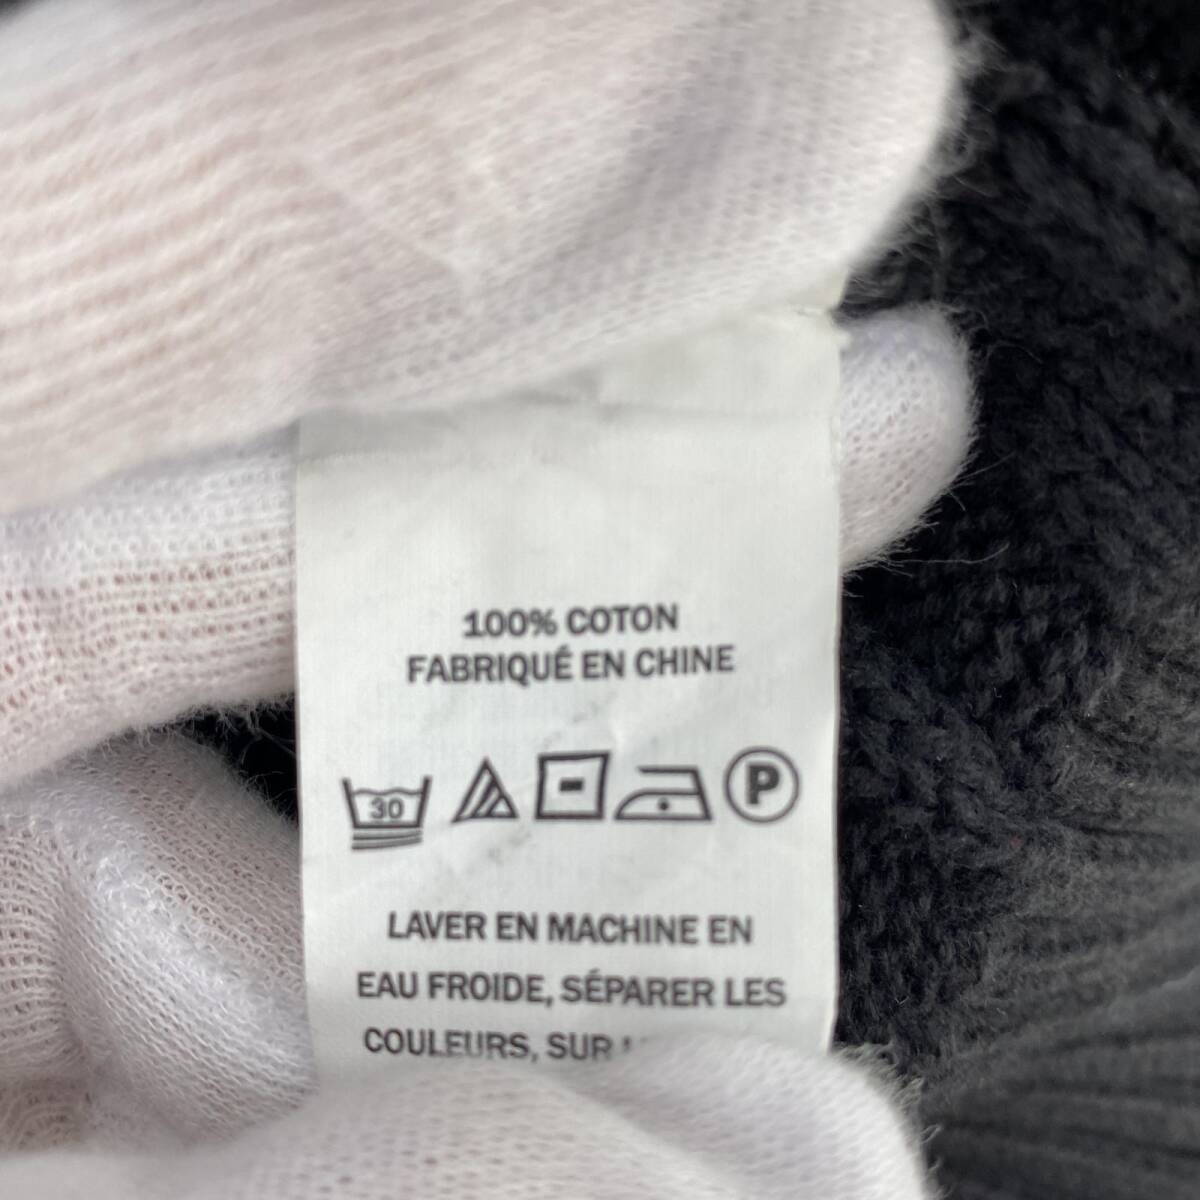 100% COTON
FABRIQUÉ EN CHINE
30 P
LAVER EN MACHINE EN
EAU FROIDE, SÉPARER LES
COULEURS, SUR